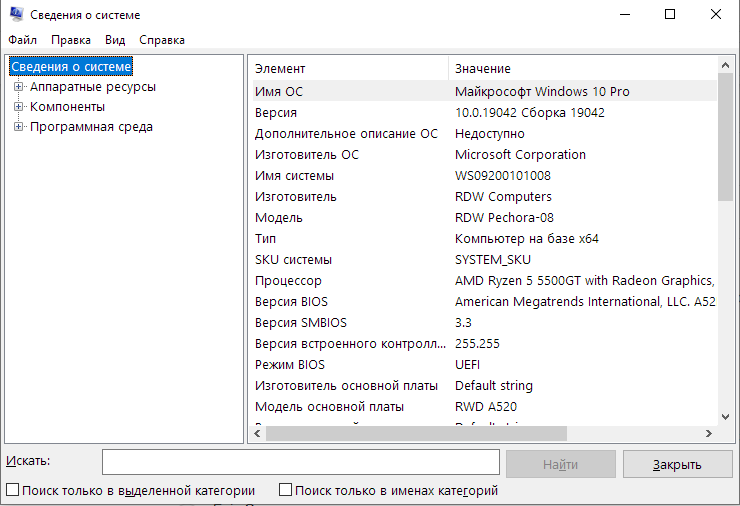 Сведения о системе
Файл Правка Вид Справка
Сведения о системе
Аппаратные ресурсы
Компоненты
Программная среда
Элемент Значение
Имя ОС Майкрософт Windows 10 Pro
Версия 10.0.19042 Сборка 19042
Дополнительное описание ОС Недоступно
Изготовитель ОС Microsoft Corporation
Имя системы WS09200101008
Изготовитель RDW Computers
Модель RDW Pechora-08
Тип Компьютер на базе x64
SKU системы SYSTEM_SKU
Процессор AMD Ryzen 5 5500GT with Radeon Graphics,
Версия BIOS American Megatrends International, LLC. A52
Версия SMBIOS 3.3
Версия встроенного контролл... 255.255
Режим BIOS UEFI
Изготовитель основной платы Default string
Модель основной платы RWD A520
Искать: Найти Закрыть
Поиск только в выделенной категории Поиск только в именах категорий